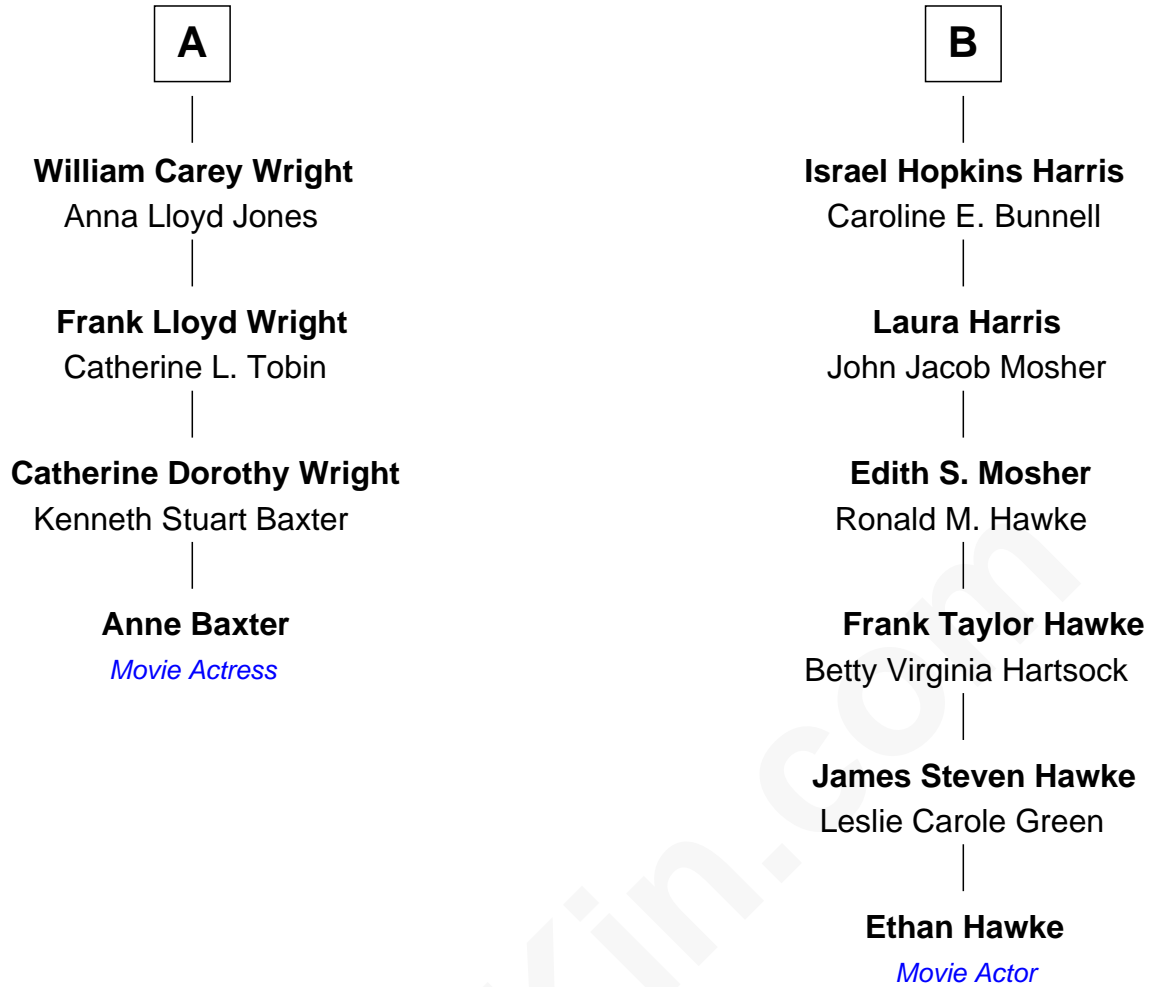 A
William Carey Wright
Anna Lloyd Jones
Frank Lloyd Wright
Catherine L. Tobin
Catherine Dorothy Wright
Kenneth Stuart Baxter
Anne Baxter
Movie Actress
B
Israel Hopkins Harris
Caroline E. Bunnell
Laura Harris
John Jacob Mosher
Edith S. Mosher
Ronald M. Hawke
Frank Taylor Hawke
Betty Virginia Hartsock
James Steven Hawke
Leslie Carole Green
Ethan Hawke
Movie Actor
Kin.com